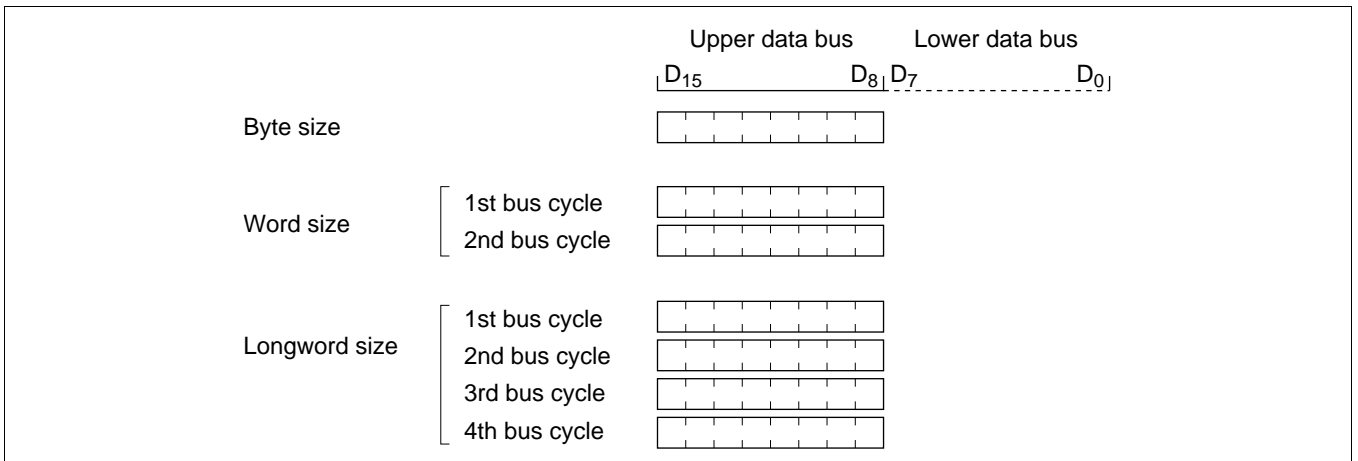 Upper data bus Lower data bus
D15 D8 D7 D0
Byte size
Word size
1st bus cycle
2nd bus cycle
Longword size
1st bus cycle
2nd bus cycle
3rd bus cycle
4th bus cycle